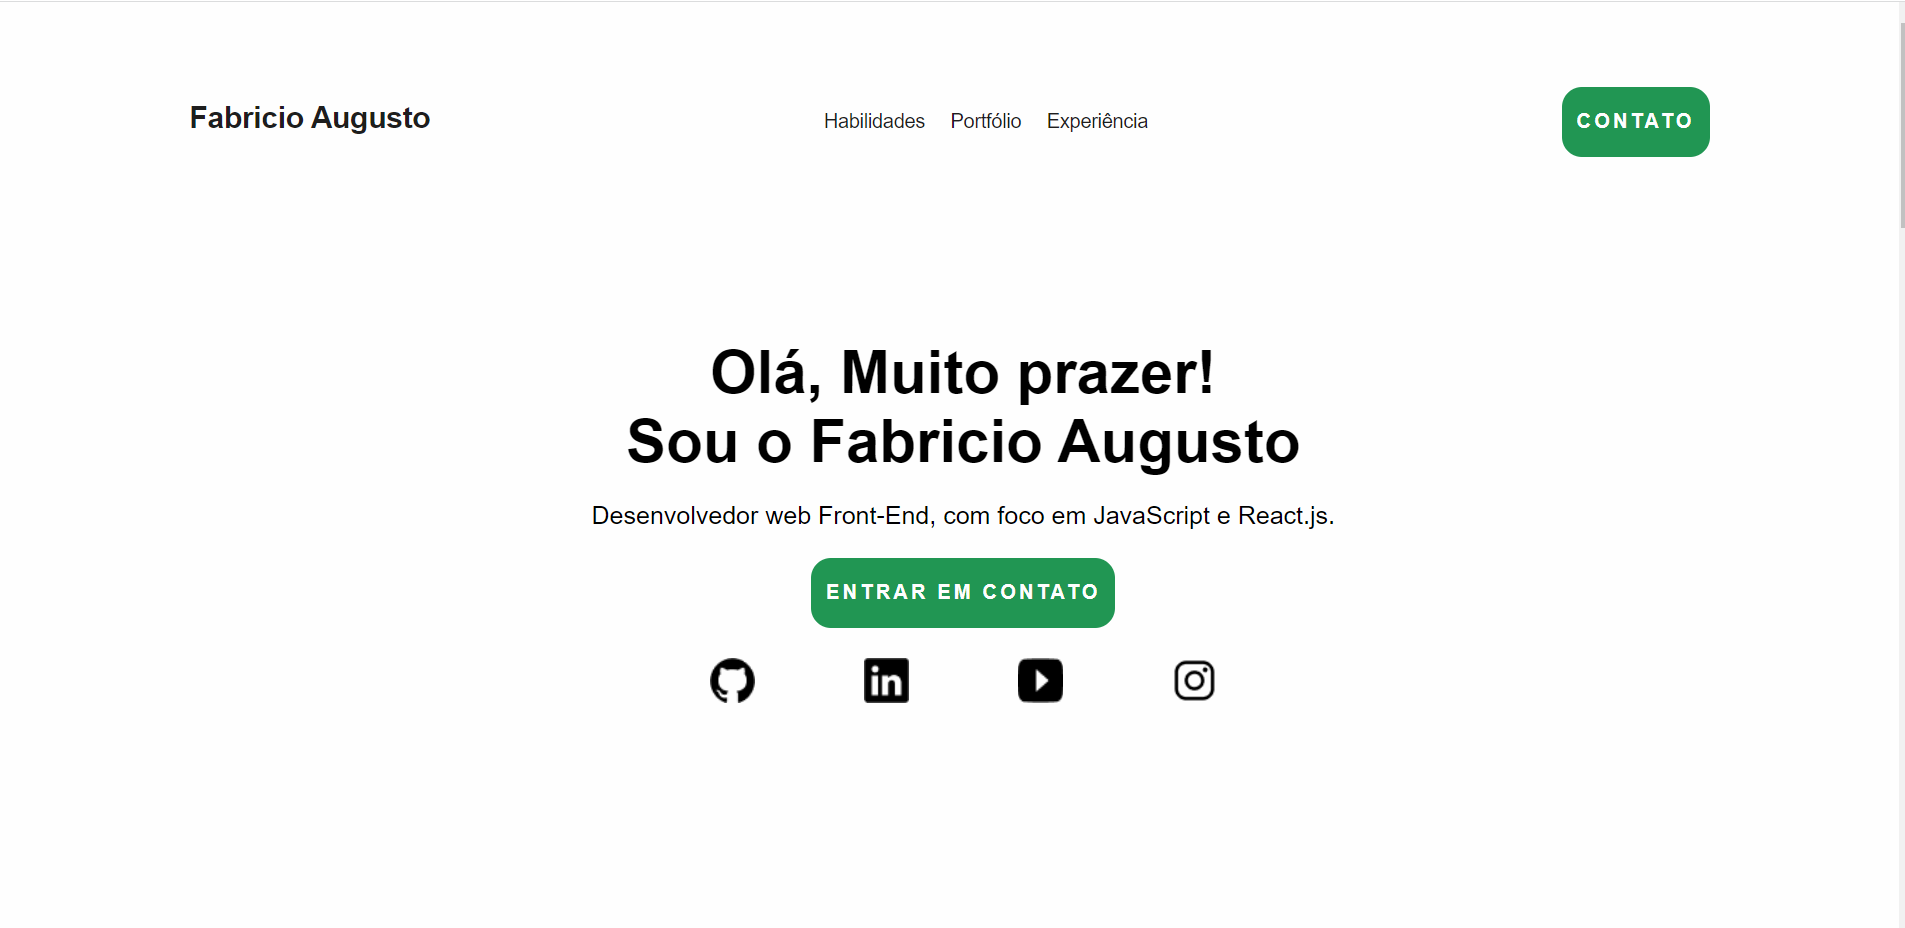 Fabricio Augusto
Habilidades Portfólio Experiência
CONTATO
Olá, Muito prazer!
Sou o Fabricio Augusto
Desenvolvedor web Front-End, com foco em JavaScript e React.js.
ENTRAR EM CONTATO
in